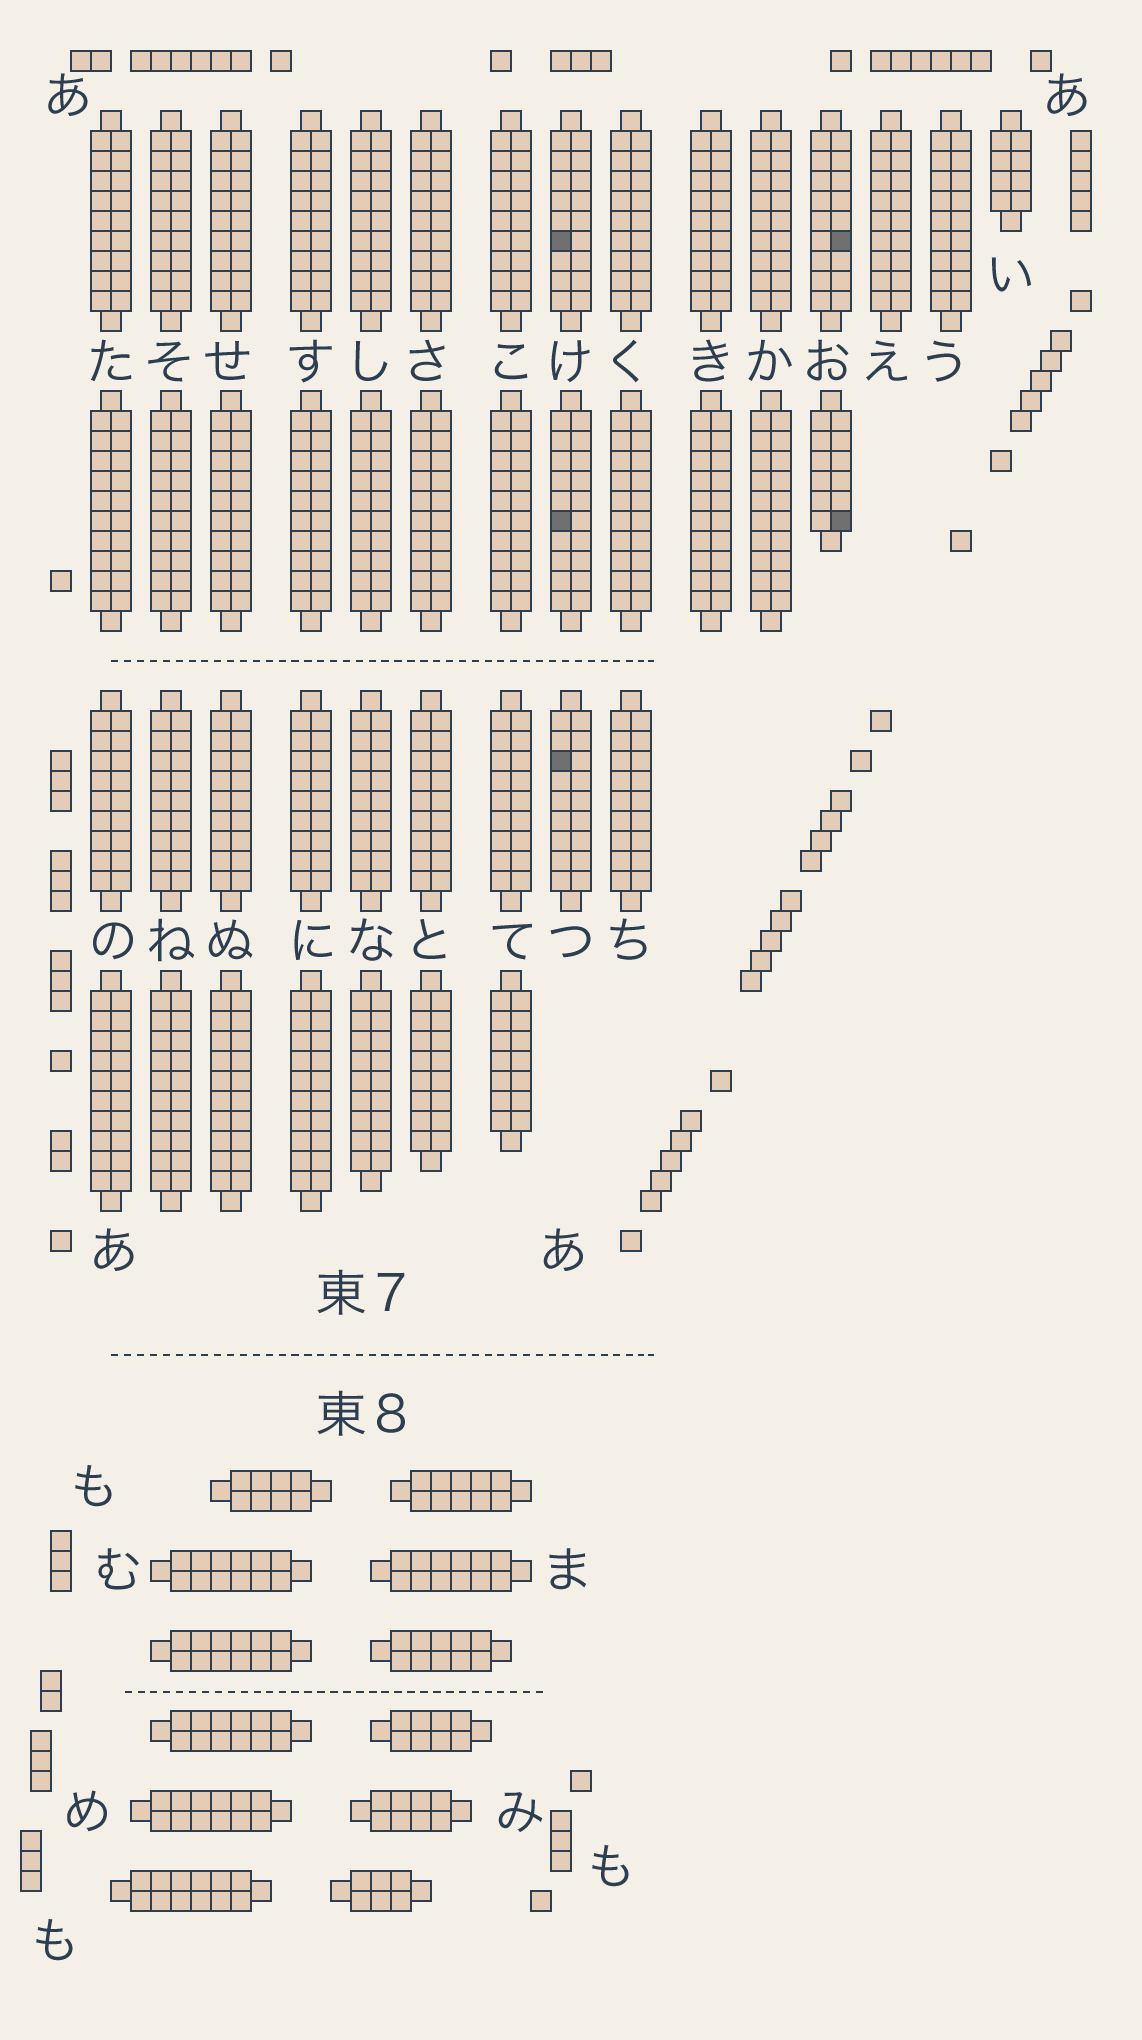 あ あ
い
た そ せ す し さ こ け く き か お え う
の ね ぬ に な と て つ ち
あ あ
東7
東8
も
む ま
め み
も
も